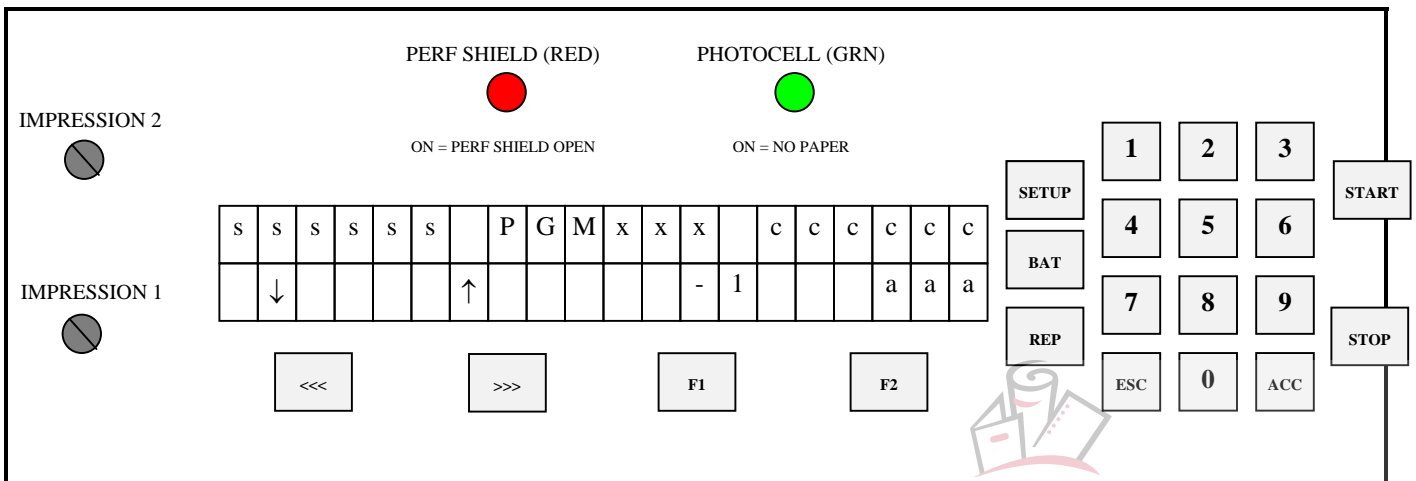 PERF SHIELD (RED) PHOTOCELL (GRN)
IMPRESSION 2
ON = PERF SHIELD OPEN ON = NO PAPER
1 2 3
SETUP START
s s s s s s P G M x x x c c c c c c
4 5 6
BAT
↓ ↑ - 1 a a a
IMPRESSION 1
7 8 9
REP STOP
<<< >>> F1 F2
ESC 0 ACC